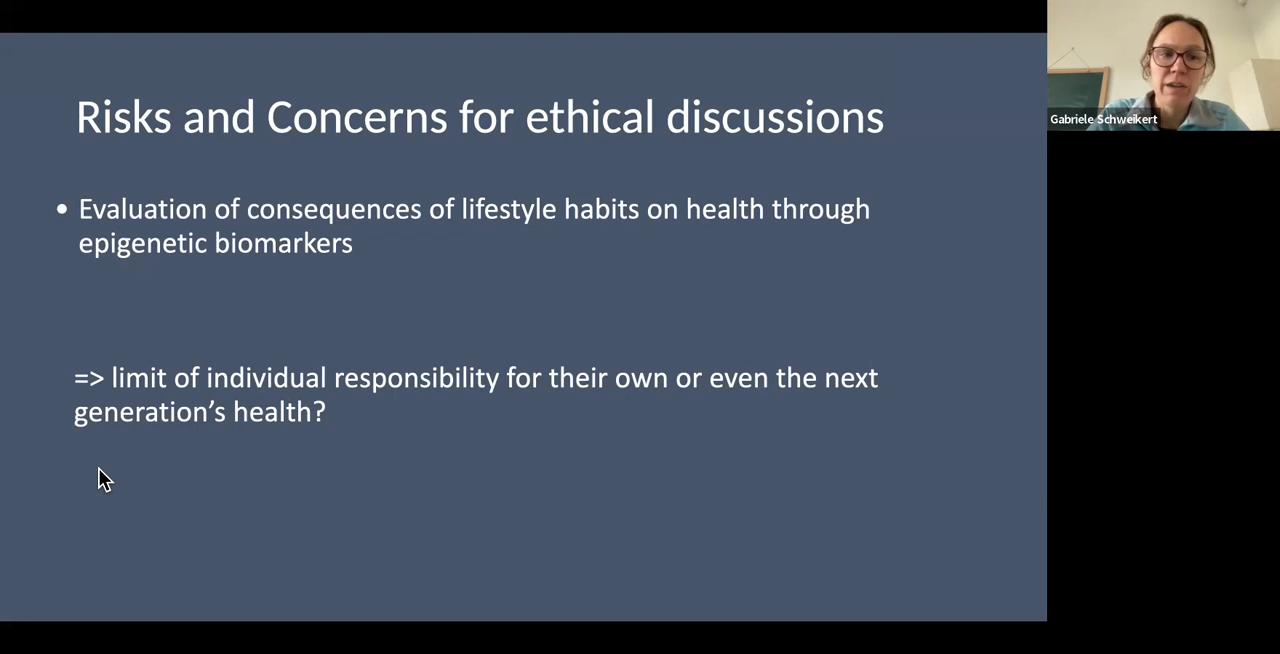 Risks and Concerns for ethical discussions
• Evaluation of consequences of lifestyle habits on health through
epigenetic biomarkers
=> limit of individual responsibility for their own or even the next
generation’s health?
Gabriele Schweikert